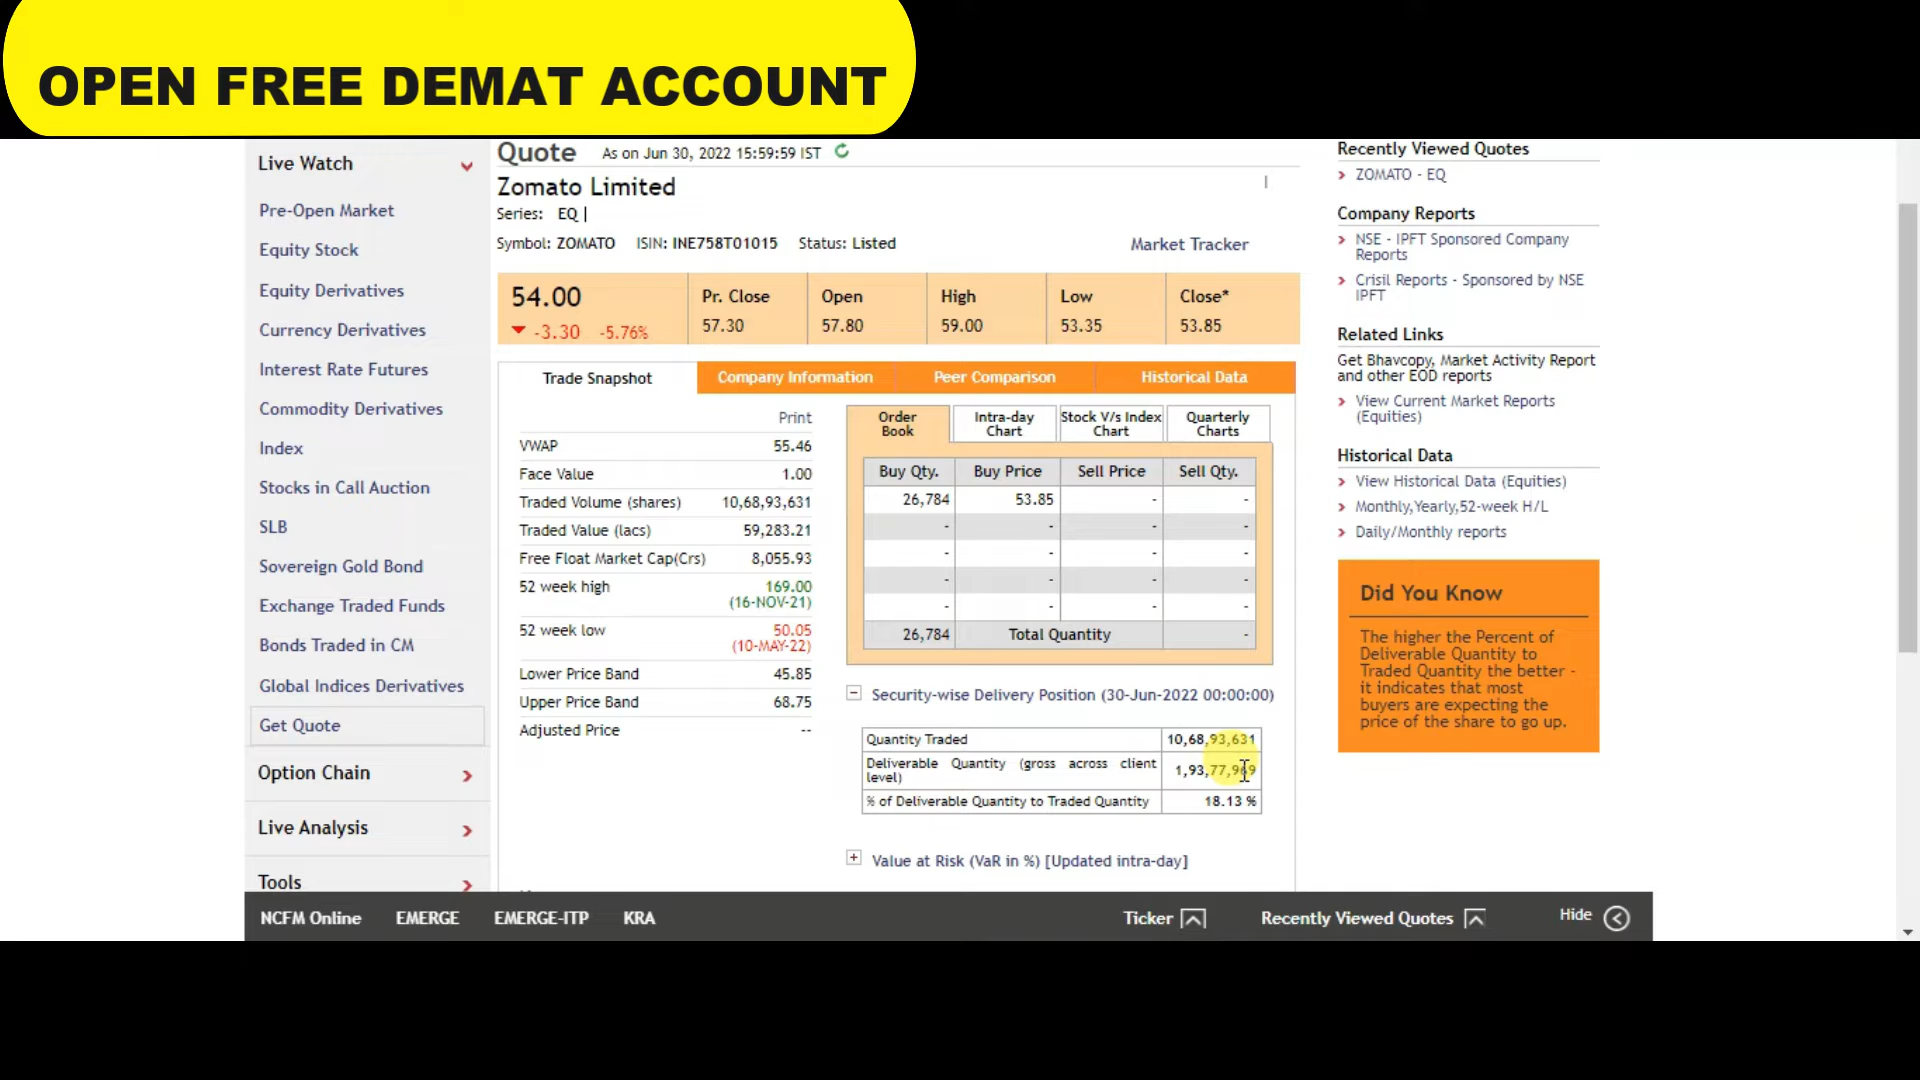 OPEN FREE DEMAT ACCOUNT
Live Watch
Pre-Open Market
Equity Stock
Equity Derivatives
Currency Derivatives
Interest Rate Futures
Commodity Derivatives
Index
Stocks in Call Auction
SLB
Sovereign Gold Bond
Exchange Traded Funds
Bonds Traded in CM
Global Indices Derivatives
Get Quote
Option Chain
Live Analysis
Tools
Quote As on Jun 30, 2022 15:59:59 IST
Zomato Limited
Series: EQ |
Symbol: ZOMATO ISIN: INE758T01015 Status: Listed Market Tracker
54.00 Pr. Close Open High Low Close*
-3.30 -5.76% 57.30 57.80 59.00 53.35 53.85
Trade Snapshot Company Information Peer Comparison Historical Data
Print
VWAP 55.46
Face Value 1.00
Traded Volume (shares) 10,68,93,631
Traded Value (lacs) 59,283.21
Free Float Market Cap(Crs) 8,055.93
52 week high 169.00
(16-NOV-21)
52 week low 50.05
(10-MAY-22)
Lower Price Band 45.85
Upper Price Band 68.75
Adjusted Price --
Order Book Intra-day Chart Stock V/s Index Chart Quarterly Charts
Buy Qty. Buy Price Sell Price Sell Qty.
26,784 53.85 - -
- - - -
- - - -
- - - -
- - - -
26,784 Total Quantity -
Security-wise Delivery Position (30-Jun-2022 00:00:00)
Quantity Traded 10,68,93,631
Deliverable Quantity (gross across client
level) 1,93,77,969
% of Deliverable Quantity to Traded Quantity 18.13 %
Value at Risk (VaR in %) [Updated intra-day]
Recently Viewed Quotes
ZOMATO - EQ
Company Reports
NSE - IPFT Sponsored Company
Reports
Crisil Reports - Sponsored by NSE
IPFT
Related Links
Get Bhavcopy, Market Activity Report
and other EOD reports
View Current Market Reports
(Equities)
Historical Data
View Historical Data (Equities)
Monthly,Yearly,52-week H/L
Daily/Monthly reports
Did You Know
The higher the Percent of
Deliverable Quantity to
Traded Quantity the better -
it indicates that most
buyers are expecting the
price of the share to go up.
NCFM Online EMERGE EMERGE-ITP KRA Ticker Recently Viewed Quotes Hide